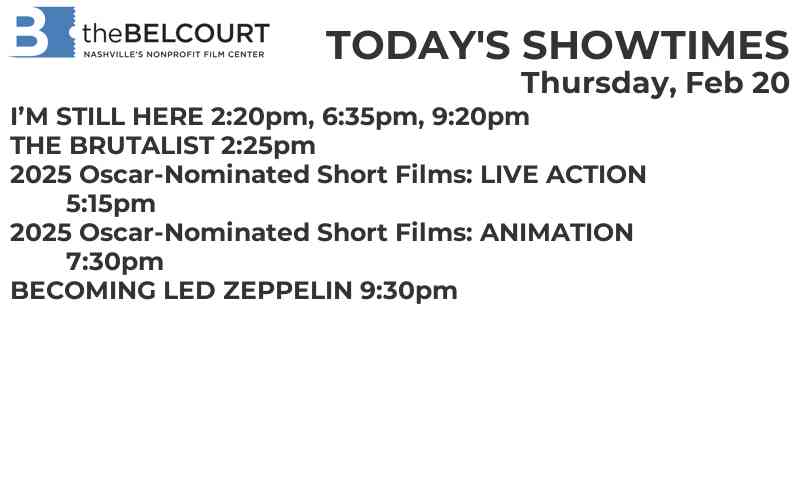 B theBELCOURT
NASHVILLE'S NONPROFIT FILM CENTER
TODAY'S SHOWTIMES
Thursday, Feb 20
I’M STILL HERE 2:20pm, 6:35pm, 9:20pm
THE BRUTALIST 2:25pm
2025 Oscar-Nominated Short Films: LIVE ACTION
5:15pm
2025 Oscar-Nominated Short Films: ANIMATION
7:30pm
BECOMING LED ZEPPELIN 9:30pm